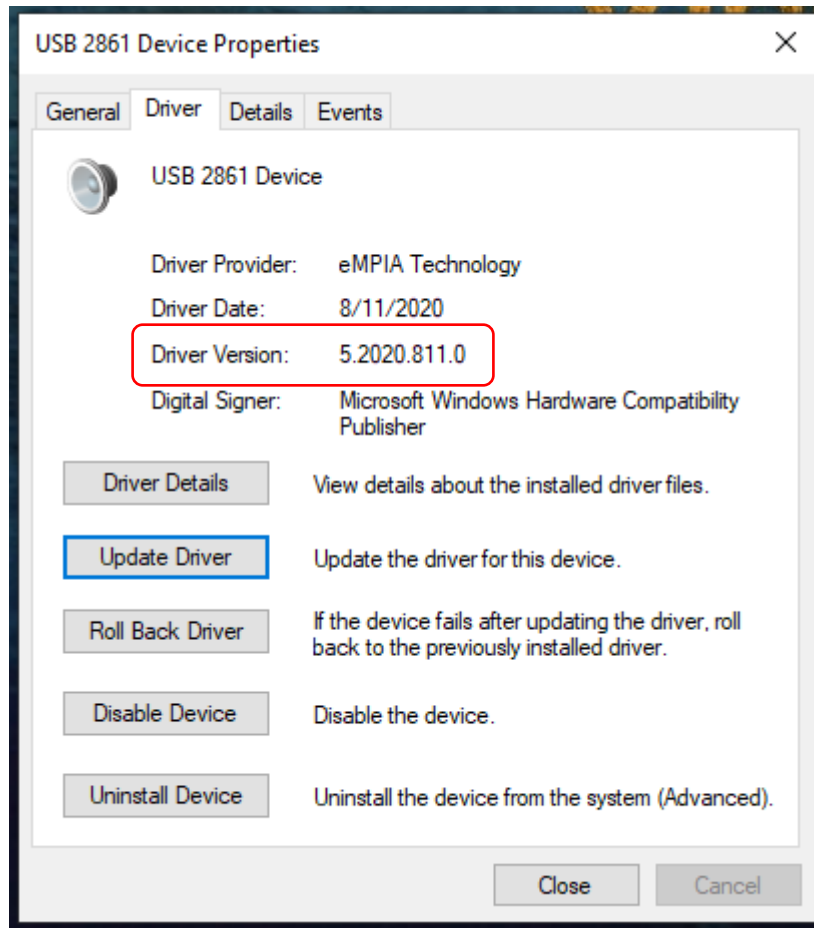 USB 2861 Device Properties
General Driver Details Events
USB 2861 Device
Driver Provider: eMPIA Technology
Driver Date: 8/11/2020
Driver Version: 5.2020.811.0
Digital Signer: Microsoft Windows Hardware Compatibility
Publisher
Driver Details View details about the installed driver files.
Update Driver Update the driver for this device.
Roll Back Driver If the device fails after updating the driver, roll
back to the previously installed driver.
Disable Device Disable the device.
Uninstall Device Uninstall the device from the system (Advanced).
Close Cancel